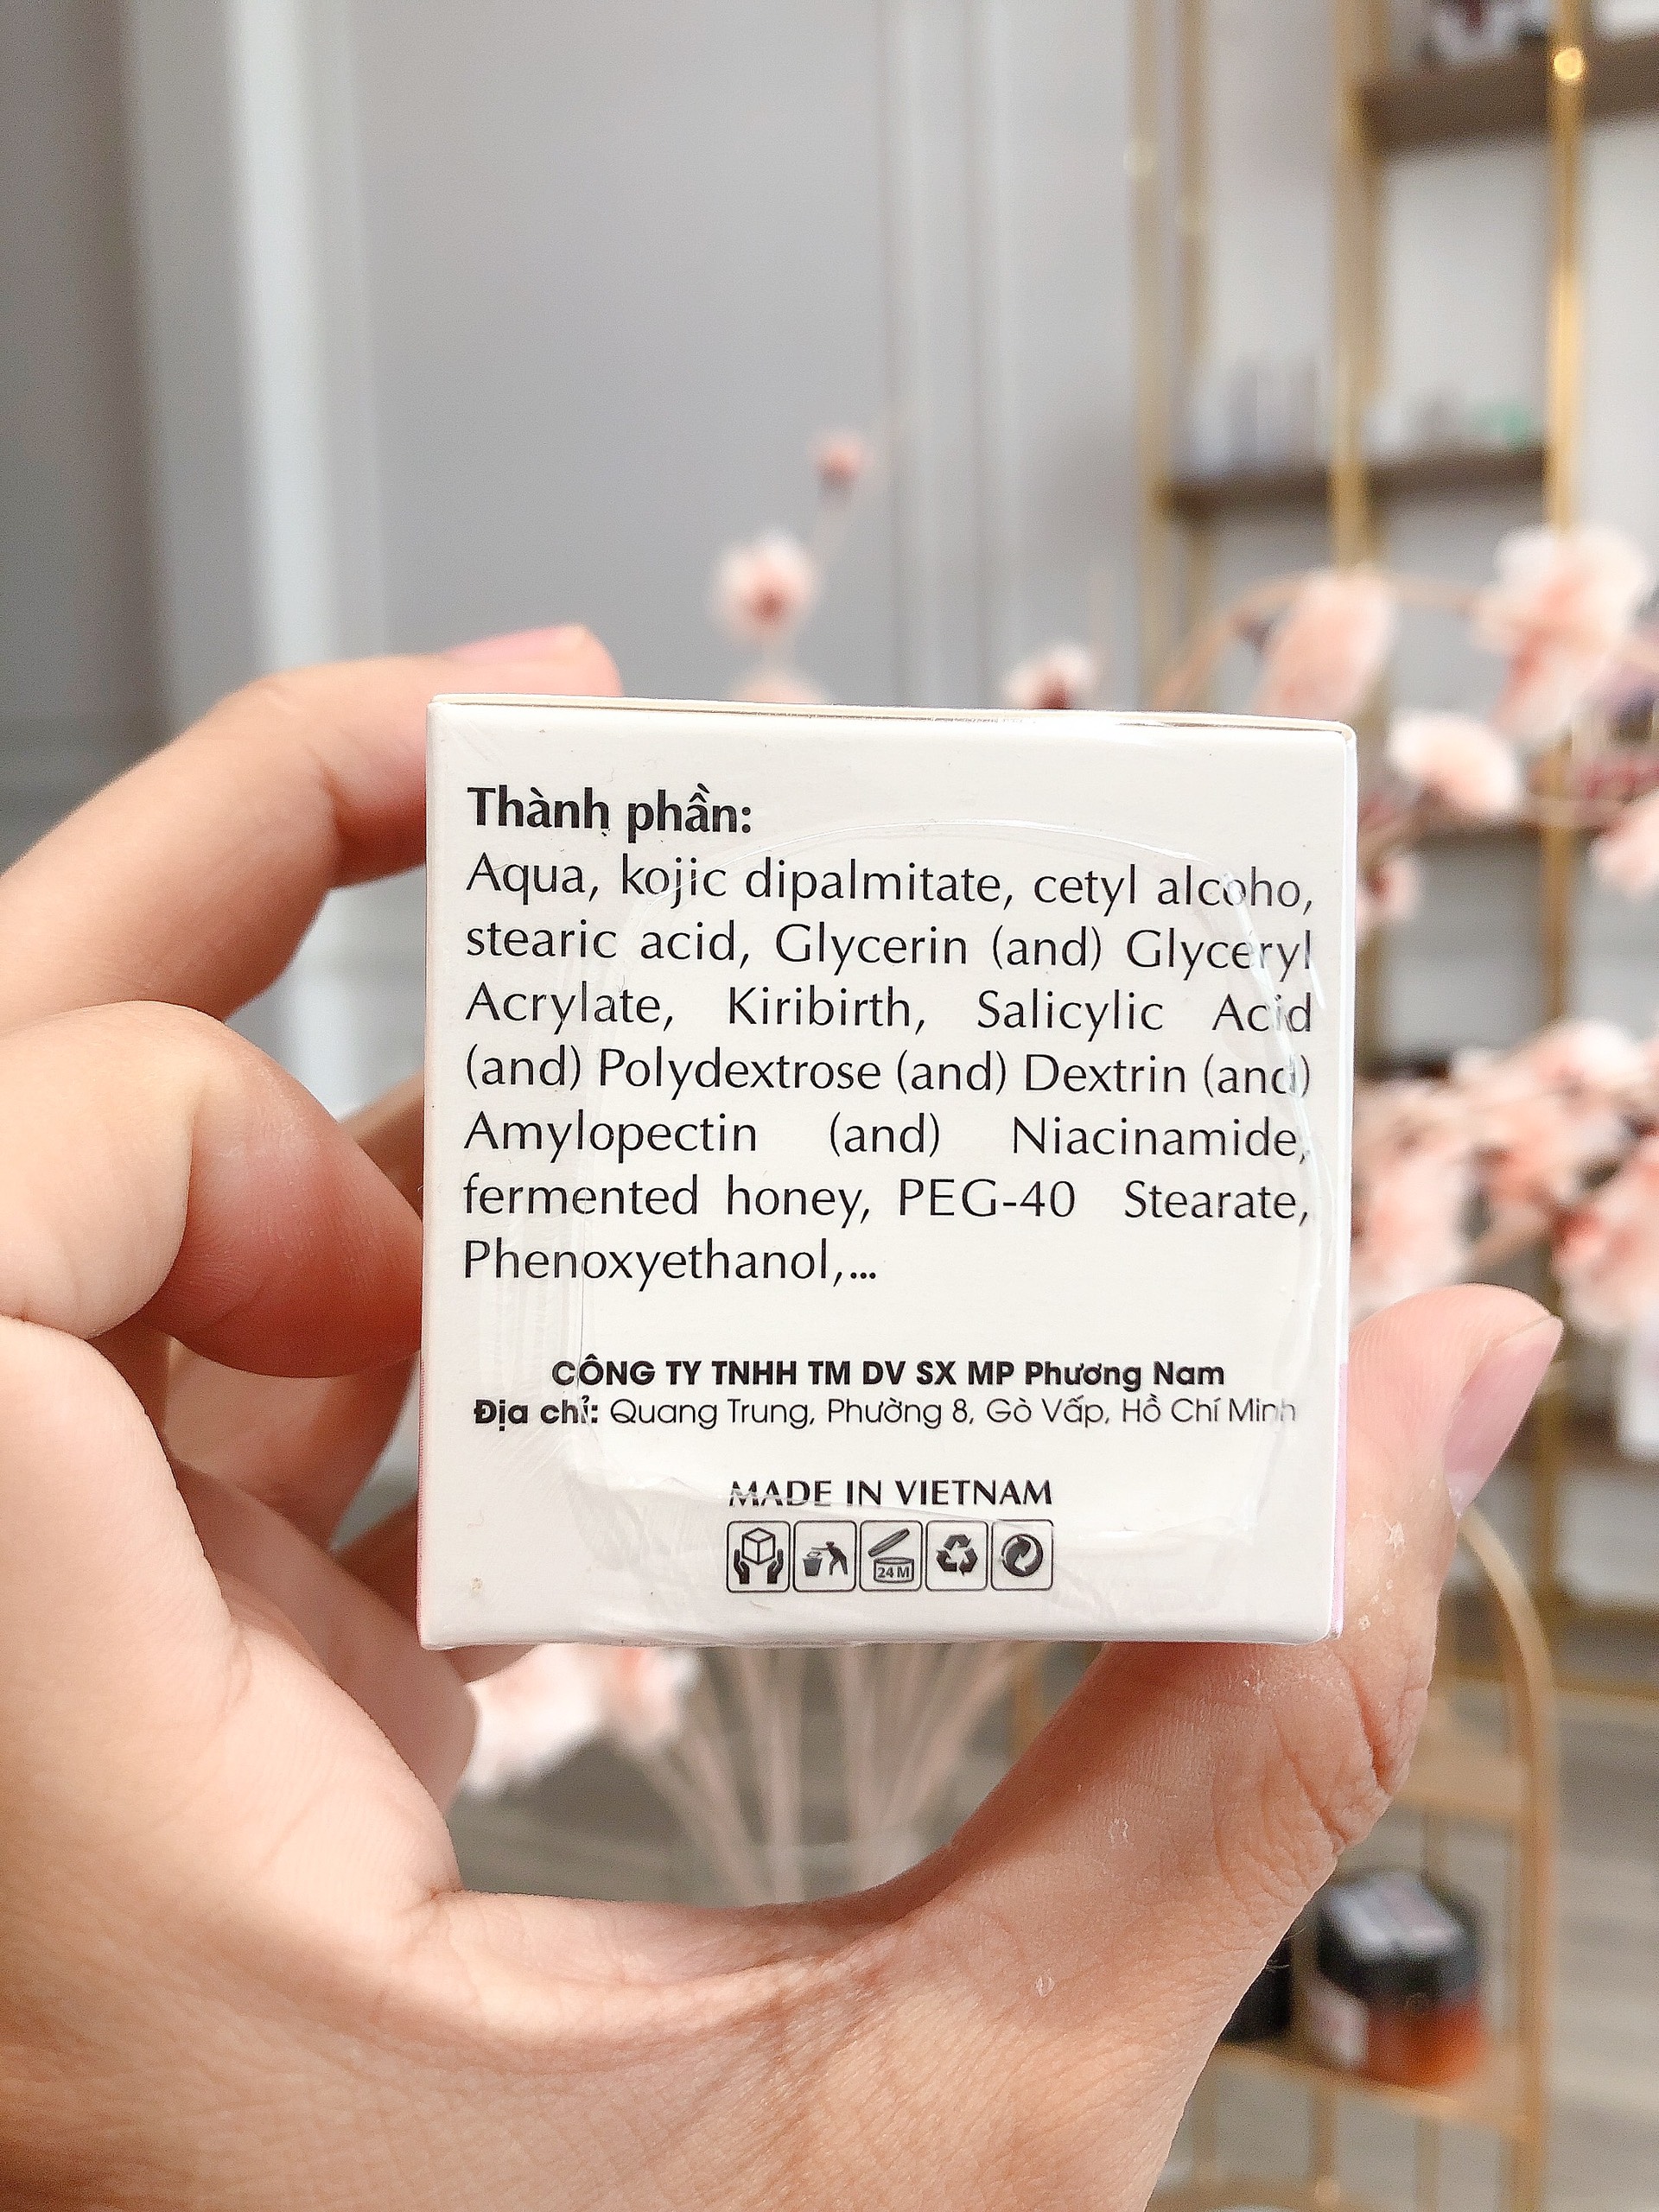 Thành phần:
Aqua, kojic dipalmitate, cetyl alcoho,
stearic acid, Glycerin (and) Glyceryl
Acrylate, Kiribirth, Salicylic Acid
(and) Polydextrose (and) Dextrin (and)
Amylopectin (and) Niacinamide,
fermented honey, PEG-40 Stearate,
Phenoxyethanol,...
CÔNG TY TNHH TM DV SX MP Phương Nam
Địa chỉ: Quang Trung, Phường 8, Gò Vấp, Hồ Chí Minh
MADE IN VIETNAM
24 M